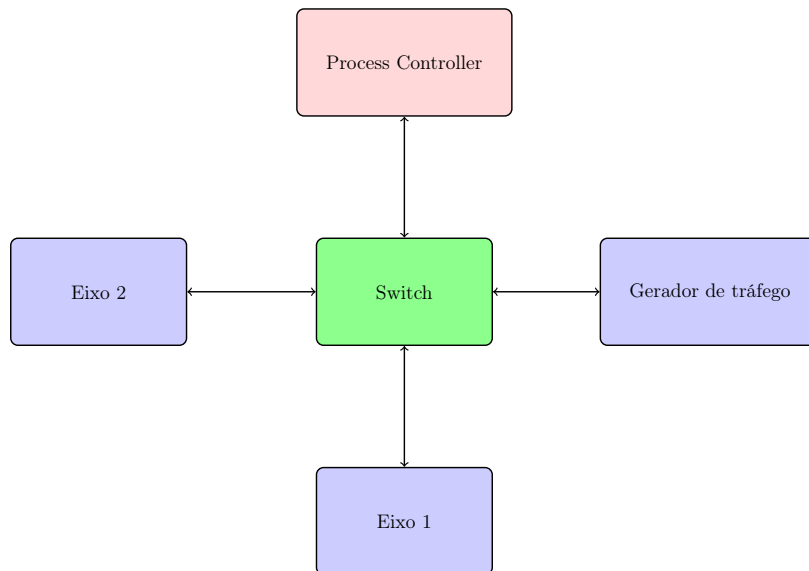 Process Controller
Eixo 2
Switch
Gerador de tráfego
Eixo 1